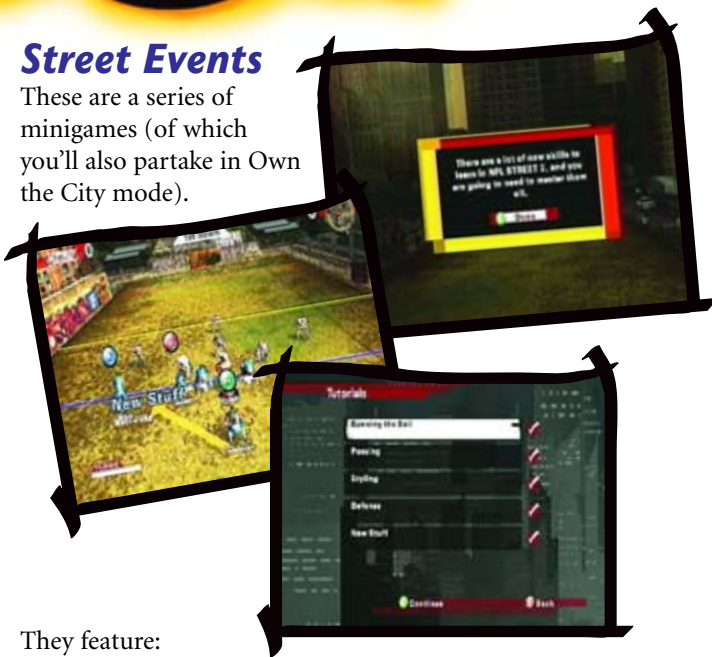 Street Events
These are a series of
minigames (of which
you'll also partake in Own
the City mode).
There are a lot of new skills to
learn in NFL STREET 2, and you
are going to need to master them
all.
Done
New Stuff
Tutorials
Running the Ball
Passing
Styling
Defense
New Stuff
Continue
Back
They feature: